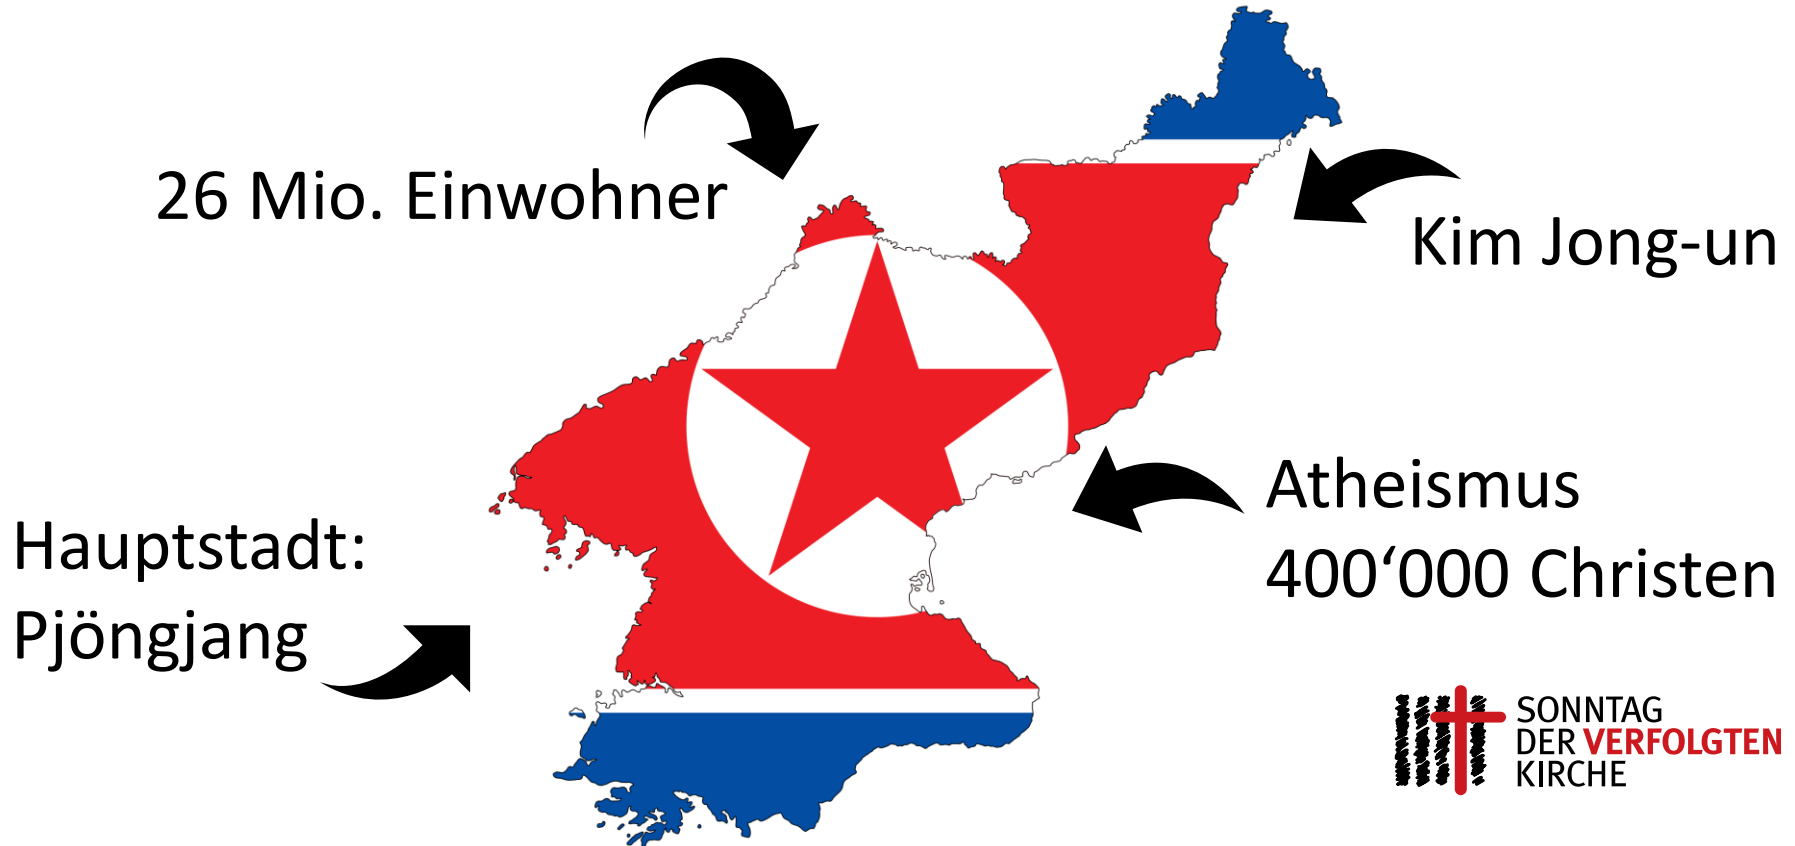 26 Mio. Einwohner
Kim Jong-un
Atheismus
400‘000 Christen
Hauptstadt:
Pjöngjang
SONNTAG
DER VERFOLGTEN
KIRCHE